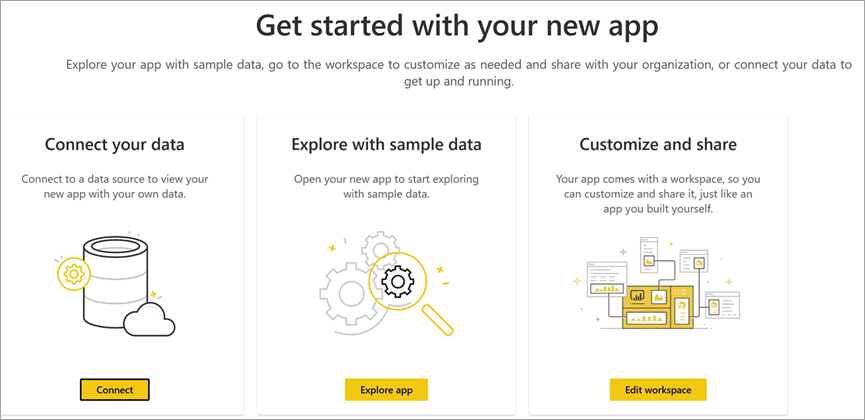 Get started with your new app
Explore your app with sample data, go to the workspace to customize as needed and share with your organization, or connect your data to
get up and running.
Connect your data
Connect to a data source to view your
new app with your own data.
Connect
Explore with sample data
Open your new app to start exploring
with sample data.
Explore app
Customize and share
Your app comes with a workspace, so you
can customize and share it, just like an
app you built yourself.
Edit workspace